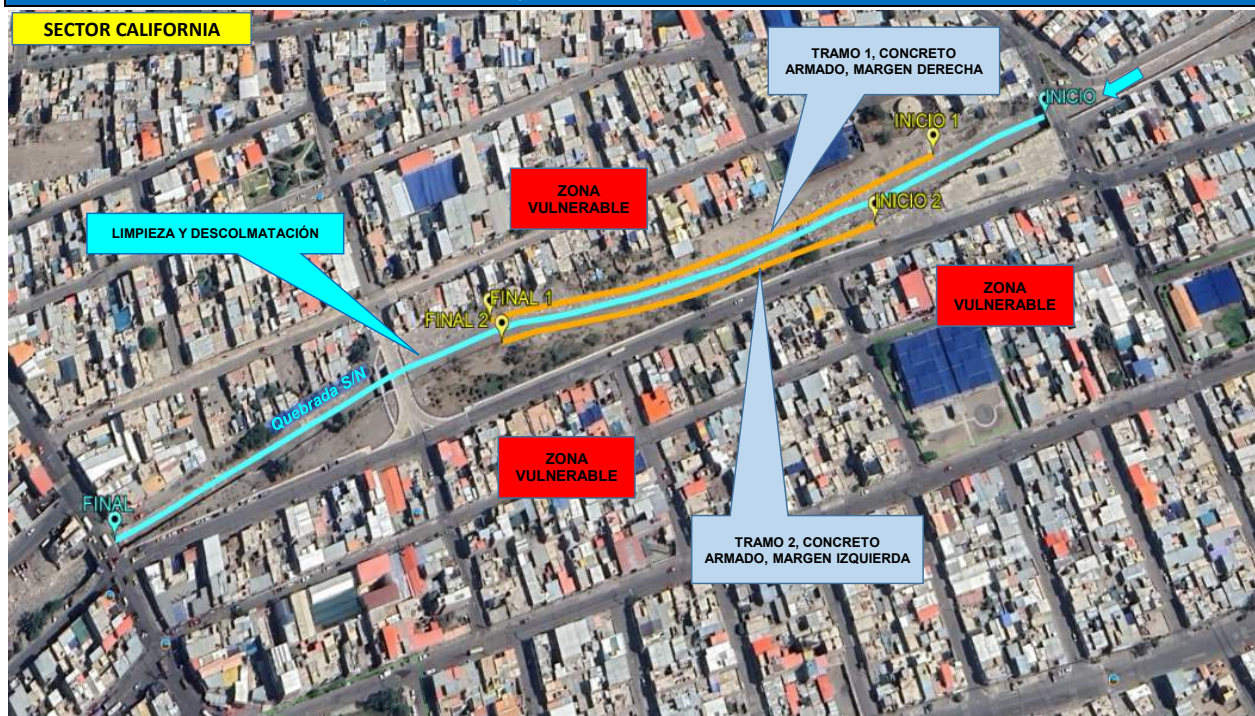 SECTOR CALIFORNIA
TRAMO 1, CONCRETO
ARMADO, MARGEN DERECHA
INICIO
INICIO 1
ZONA
VULNERABLE
INICIO 2
LIMPIEZA Y DESCOLMATACIÓN
ZONA
VULNERABLE
FINAL 1
FINAL 2
Quebrada S/N
ZONA
VULNERABLE
FINAL
TRAMO 2, CONCRETO
ARMADO, MARGEN IZQUIERDA